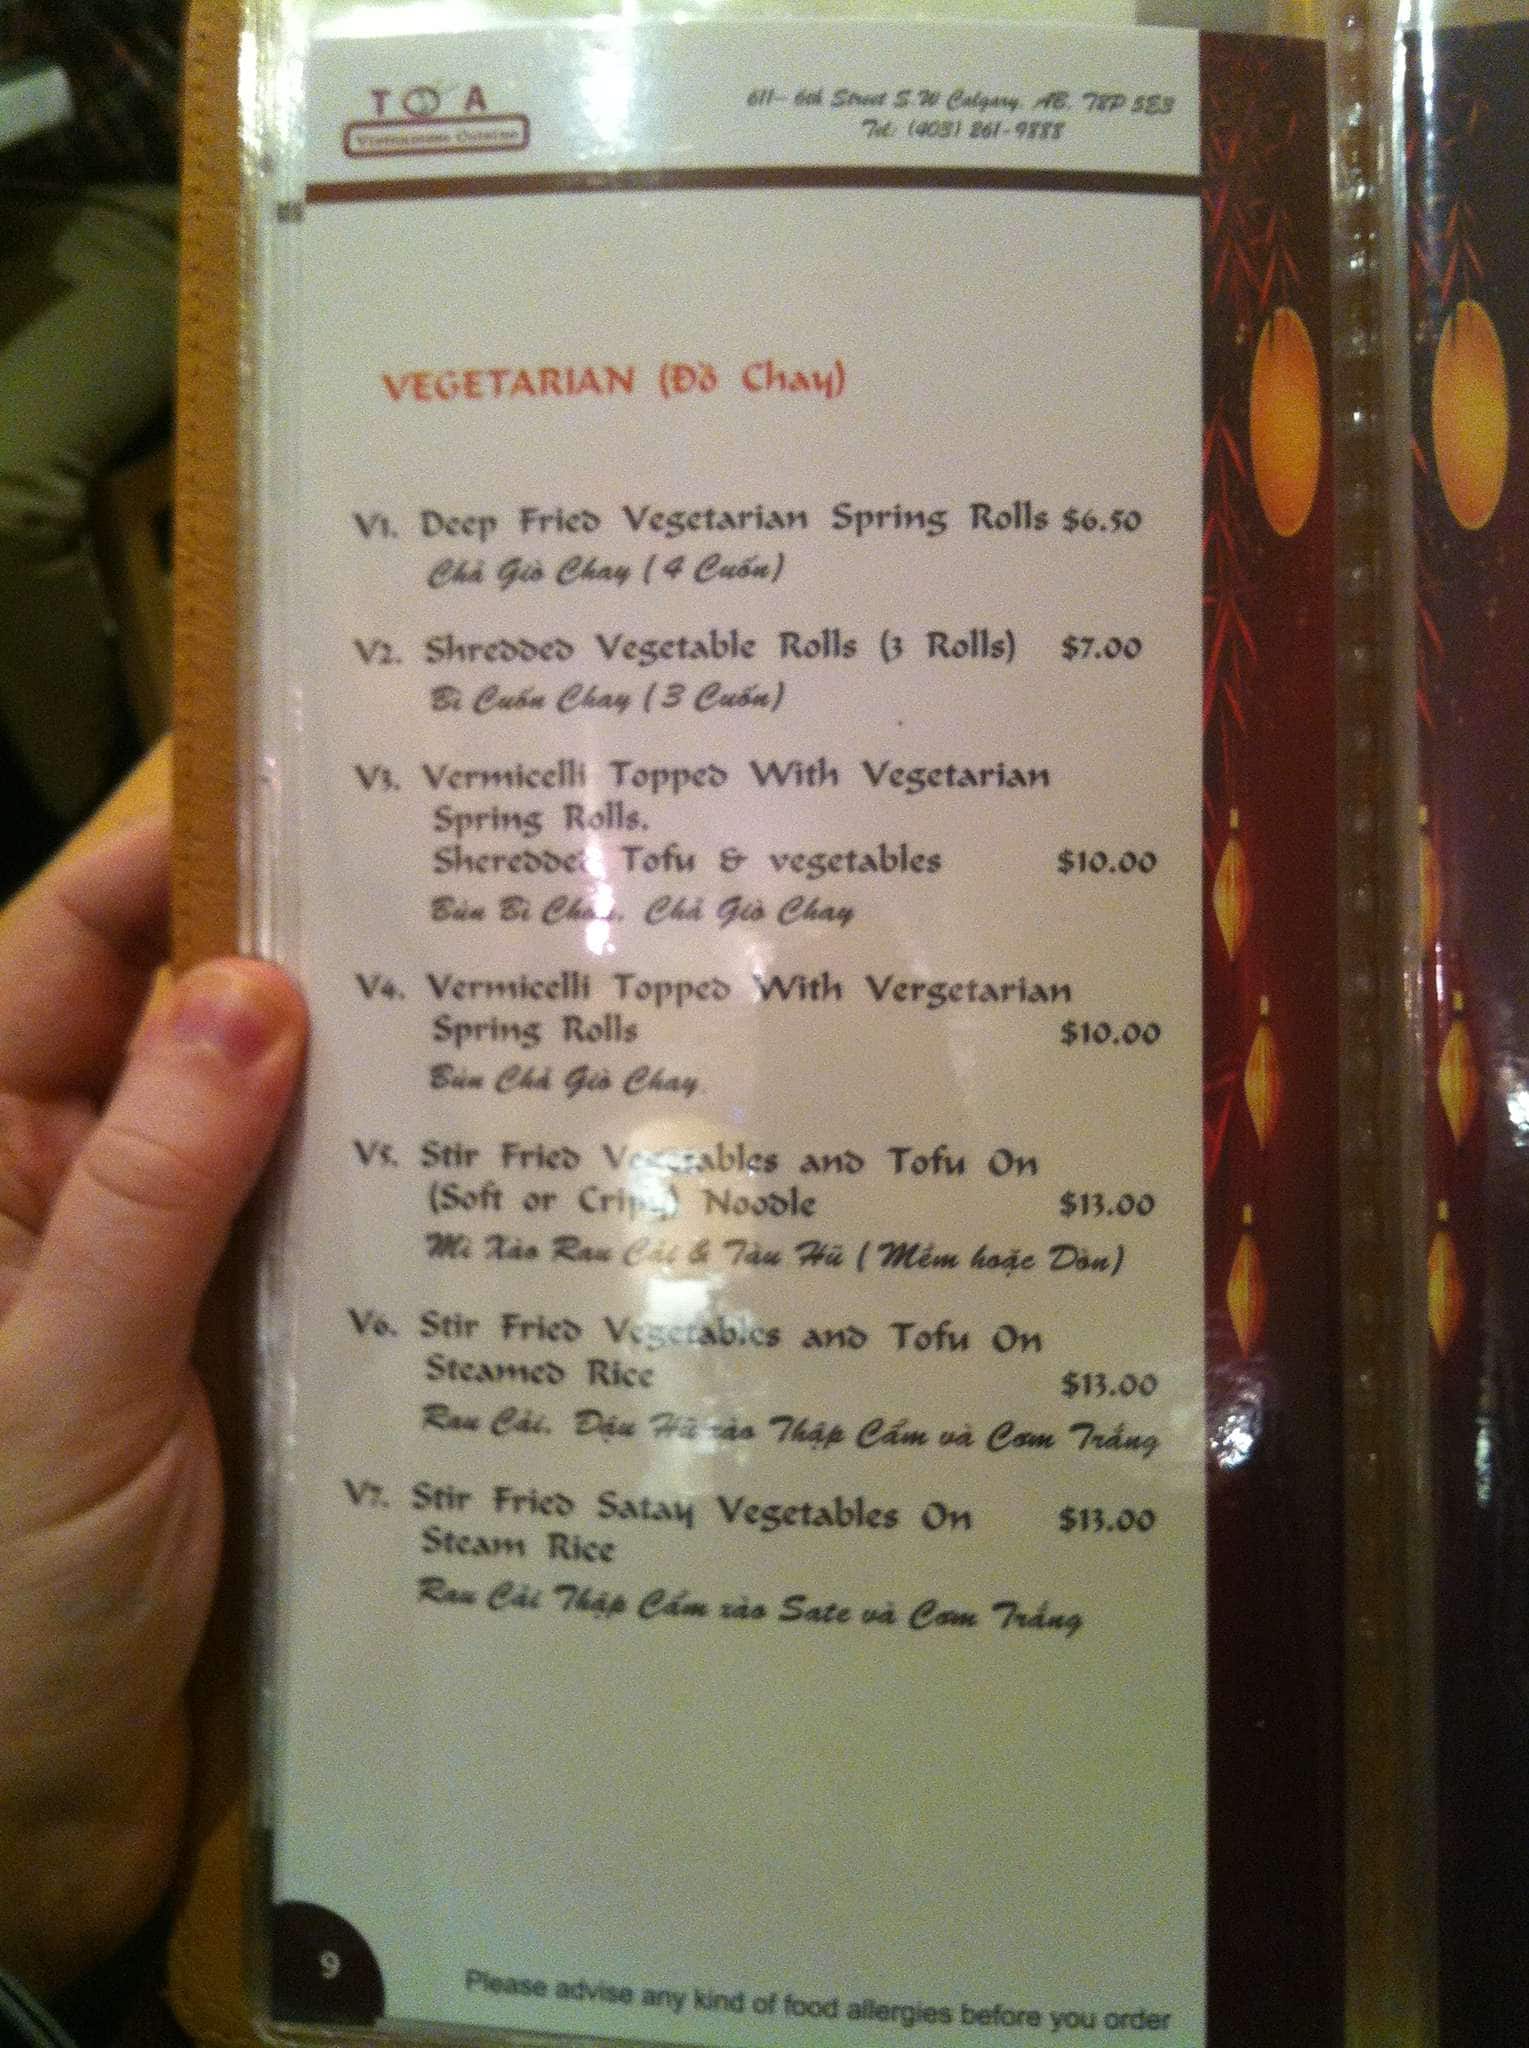 Vietnamese Cuisine
611- 6th Street S.W Calgary, AB, T2P 5E3
Tel: (403) 261-9888
VEGETARIAN (Đồ Chay)
V1. Deep Fried Vegetarian Spring Rolls $6.50
Chả Giò Chay ( 4 Cuốn)
V2. Shredded Vegetable Rolls (3 Rolls) $7.00
Bì Cuốn Chay ( 3 Cuốn)
V3. Vermicelli Topped With Vegetarian
Spring Rolls.
Sheredded Tofu & vegetables $10.00
Bún Bì Chay, Chả Giò Chay
V4. Vermicelli Topped With Vergetarian
Spring Rolls $10.00
Bún Chả Giò Chay
V5. Stir Fried Vegetables and Tofu On
(Soft or Cripy) Noodle $13.00
Mì Xào Rau Cải & Tàu Hũ ( Mềm hoặc Dòn)
V6. Stir Fried Vegetables and Tofu On
Steamed Rice $13.00
Rau Cải, Đậu Hũ xào Thập Cẩm và Cơm Trắng
V7. Stir Fried Satay Vegetables On $13.00
Steam Rice
Rau Cải Thập Cẩm xào Sate và Cơm Trắng
9
Please advise any kind of food allergies before you order